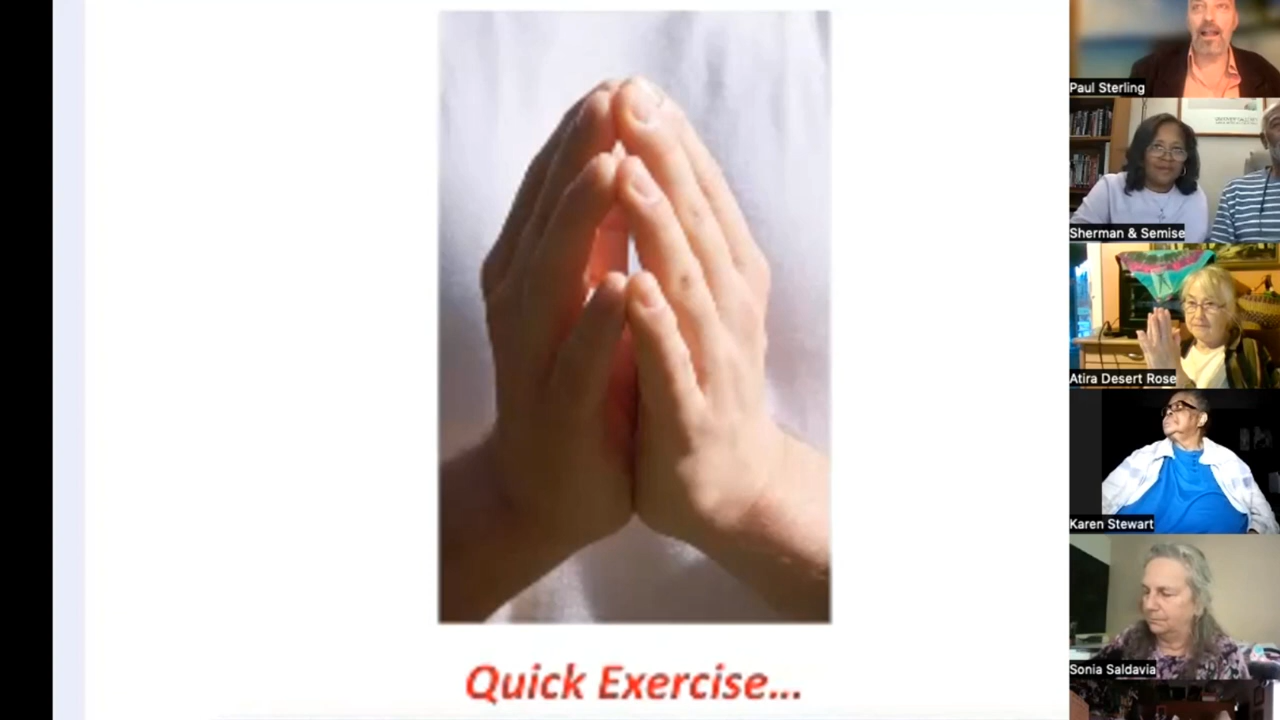 Quick Exercise...
Paul Sterling
Sherman & Semise
Atira Desert Rose
Karen Stewart
Sonia Saldavia